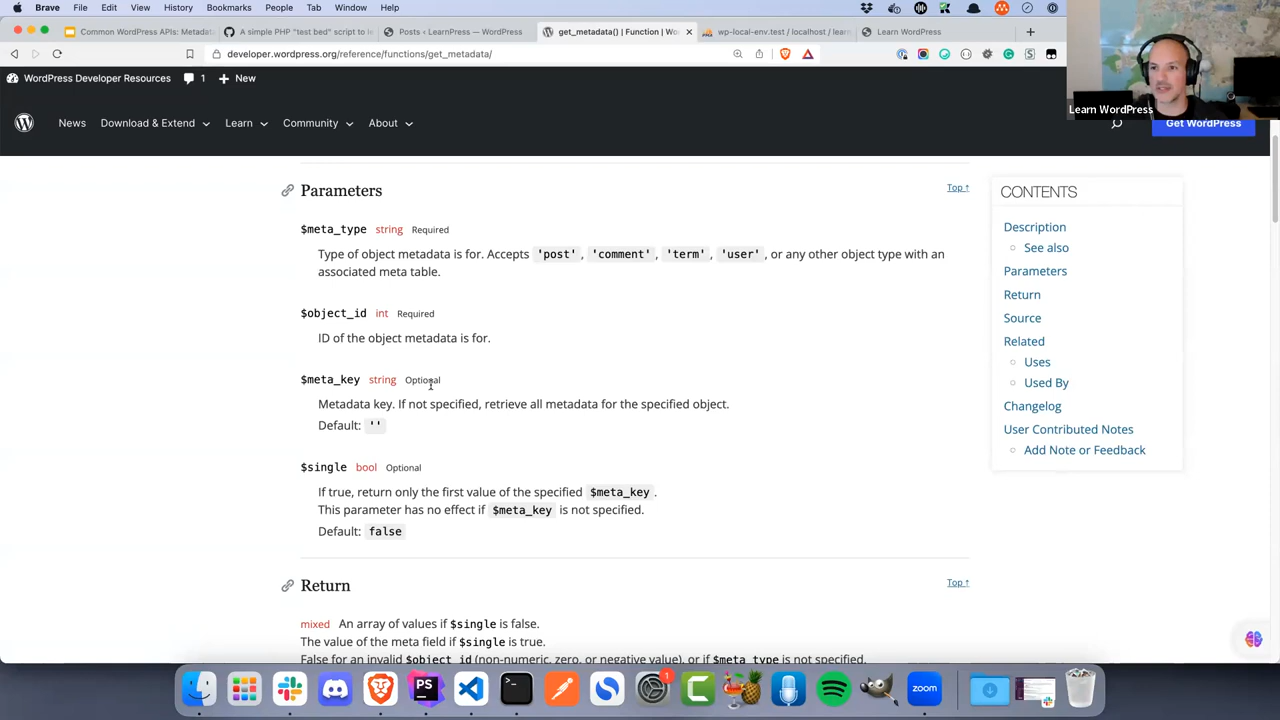 Brave File Edit View History Bookmarks People Tab Window Help
Common WordPress APIs: Metadat
A simple PHP "test bed" script to le
Posts ‹ LearnPress — WordPress
get_metadata() | Function | Wo
wp-local-env.test / localhost / learn
Learn WordPress
developer.wordpress.org/reference/functions/get_metadata/
WordPress Developer Resources 1 New
Learn WordPress
News Download & Extend Learn Community About
Get WordPress
Parameters
Top ↑
$meta_type string Required
Type of object metadata is for. Accepts 'post', 'comment', 'term', 'user', or any other object type with an
associated meta table.
$object_id int Required
ID of the object metadata is for.
$meta_key string Optional
Metadata key. If not specified, retrieve all metadata for the specified object.
Default: ''
$single bool Optional
If true, return only the first value of the specified $meta_key.
This parameter has no effect if $meta_key is not specified.
Default: false
Return
Top ↑
mixed An array of values if $single is false.
The value of the meta field if $single is true.
False for an invalid $object_id (non-numeric, zero, or negative value), or if $meta_type is not specified.
CONTENTS
Description
See also
Parameters
Return
Source
Related
Uses
Used By
Changelog
User Contributed Notes
Add Note or Feedback
PS
1
zoom